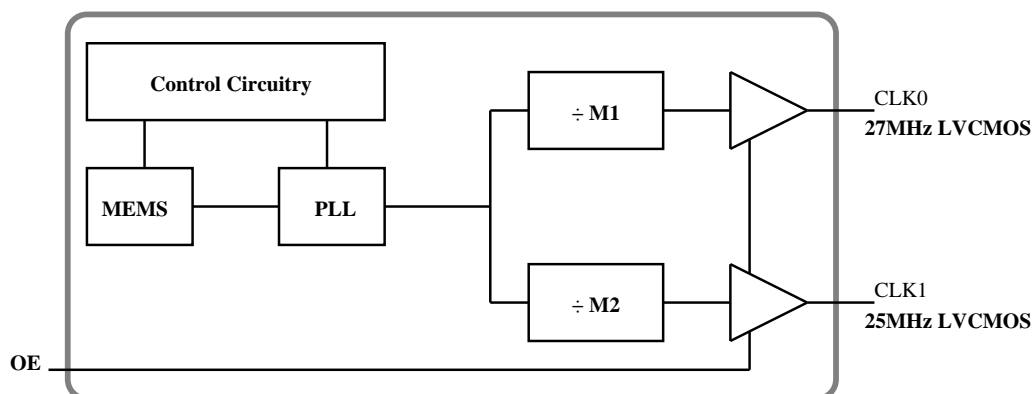 Control Circuitry
MEMS
PLL
÷ M1
÷ M2
CLK0
27MHz LVCMOS
CLK1
25MHz LVCMOS
OE